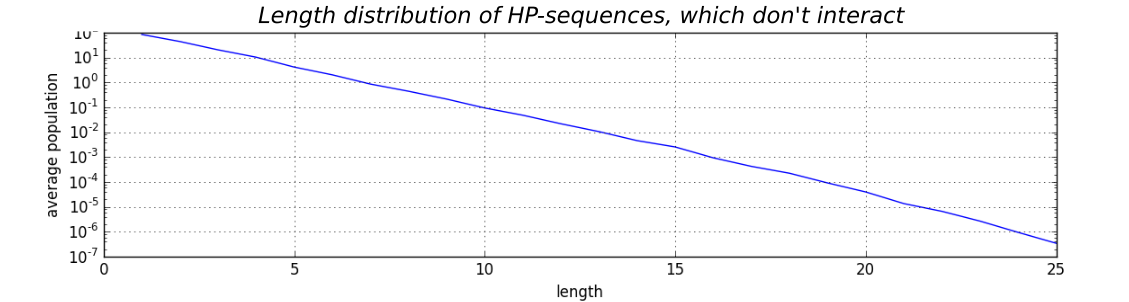 Length distribution of HP-sequences, which don't interact
10¹
10⁰
10⁻¹
10⁻²
10⁻³
10⁻⁴
10⁻⁵
10⁻⁶
10⁻⁷
average population
0 5 10 15 20 25
length